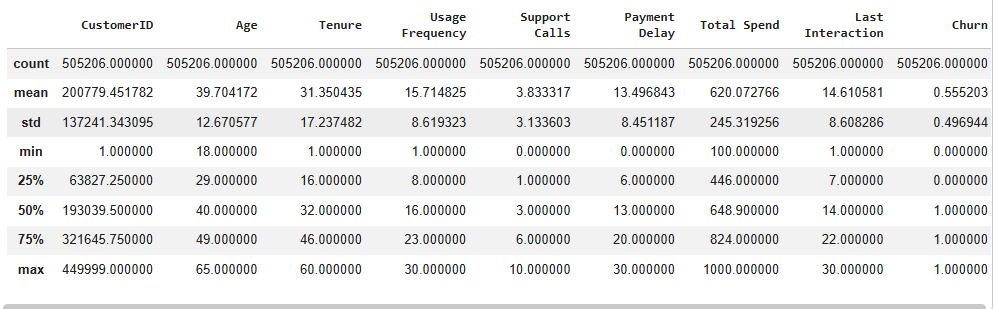 CustomerID Age Tenure Usage Frequency Support Calls Payment Delay Total Spend Last Interaction Churn
count 505206.000000 505206.000000 505206.000000 505206.000000 505206.000000 505206.000000 505206.000000 505206.000000 505206.000000
mean 200779.451782 39.704172 31.350435 15.714825 3.833317 13.496843 620.072766 14.610581 0.555203
std 137241.343095 12.670577 17.237482 8.619323 3.133603 8.451187 245.319256 8.608286 0.496944
min 1.000000 18.000000 1.000000 1.000000 0.000000 0.000000 100.000000 1.000000 0.000000
25% 63827.250000 29.000000 16.000000 8.000000 1.000000 6.000000 446.000000 7.000000 0.000000
50% 193039.500000 40.000000 32.000000 16.000000 3.000000 13.000000 648.900000 14.000000 1.000000
75% 321645.750000 49.000000 46.000000 23.000000 6.000000 20.000000 824.000000 22.000000 1.000000
max 449999.000000 65.000000 60.000000 30.000000 10.000000 30.000000 1000.000000 30.000000 1.000000